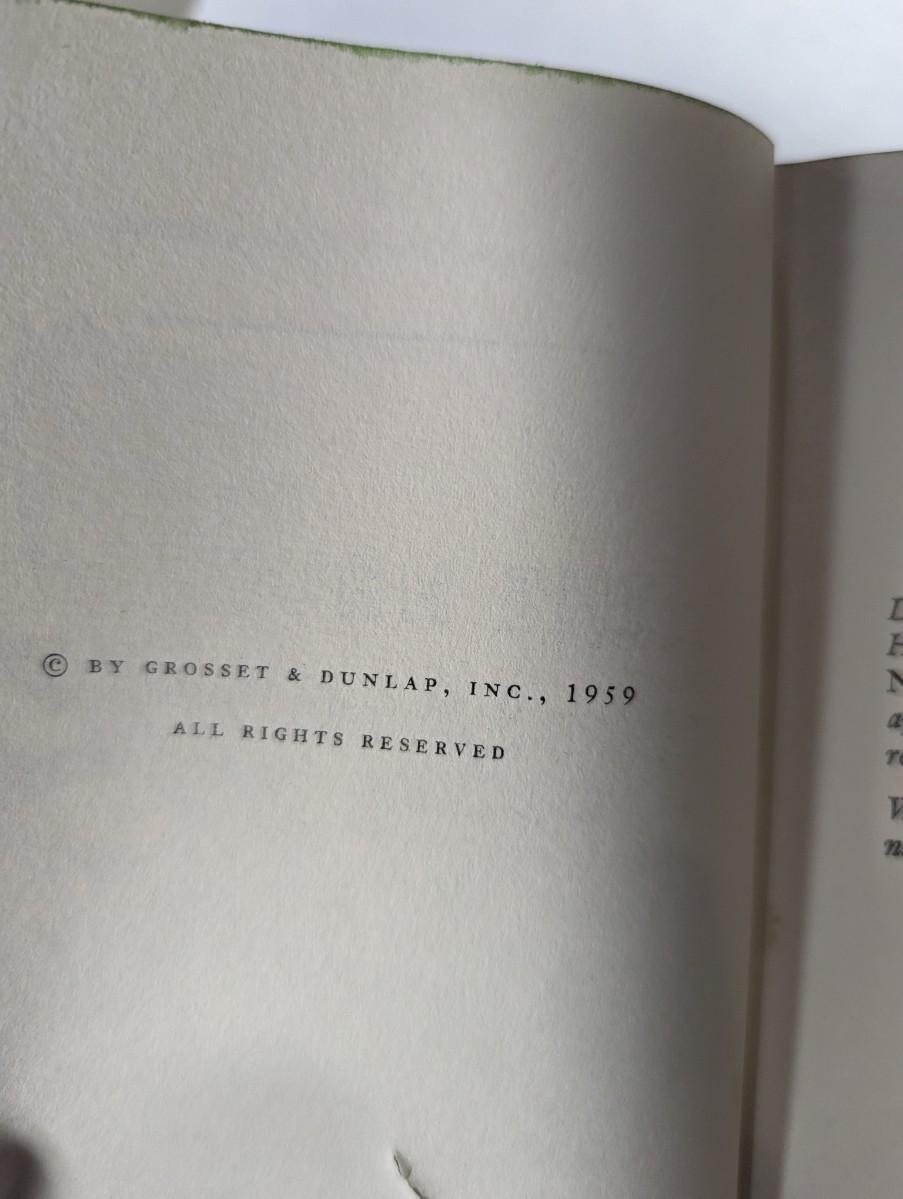 © BY GROSSET & DUNLAP, INC., 1959
ALL RIGHTS RESERVED